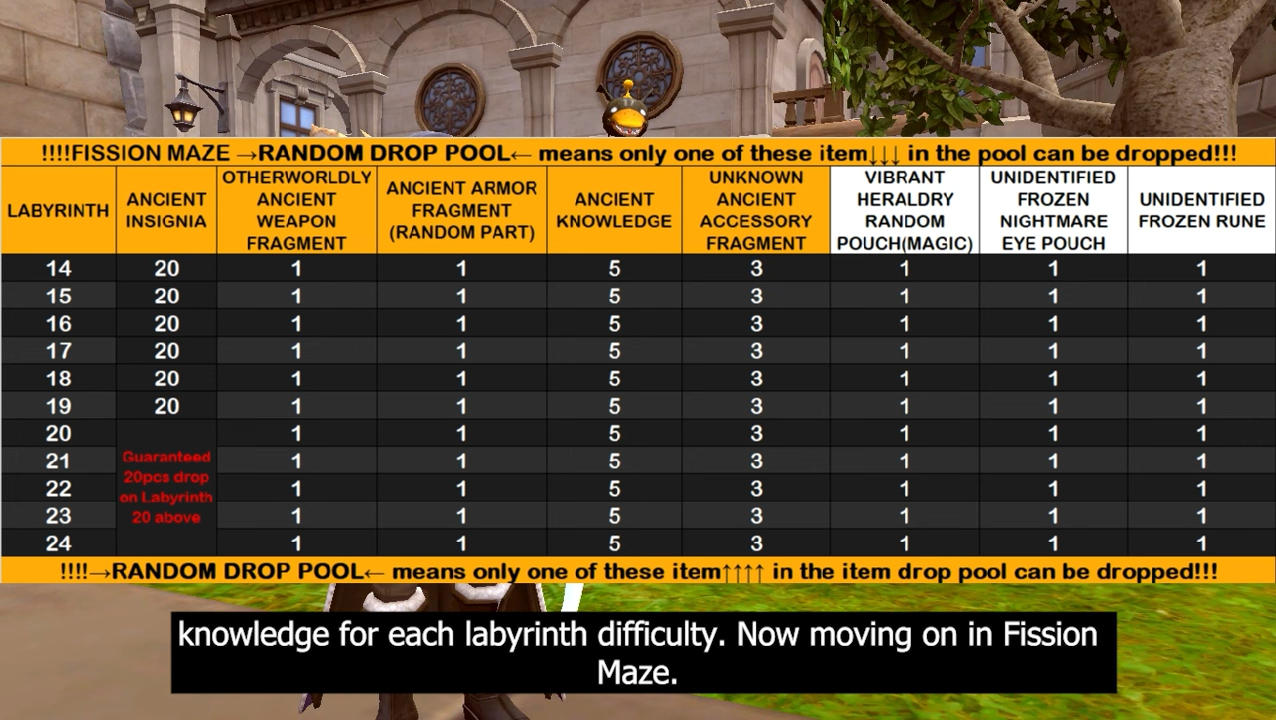 !!!!FISSION MAZE →RANDOM DROP POOL← means only one of these item↓↓↓ in the pool can be dropped!!!
LABYRINTH ANCIENT INSIGNIA OTHERWORLDLY ANCIENT WEAPON FRAGMENT ANCIENT ARMOR FRAGMENT (RANDOM PART) ANCIENT KNOWLEDGE UNKNOWN ANCIENT ACCESSORY FRAGMENT VIBRANT HERALDRY RANDOM POUCH(MAGIC) UNIDENTIFIED FROZEN NIGHTMARE EYE POUCH UNIDENTIFIED FROZEN RUNE
14 20 1 1 5 3 1 1 1
15 20 1 1 5 3 1 1 1
16 20 1 1 5 3 1 1 1
17 20 1 1 5 3 1 1 1
18 20 1 1 5 3 1 1 1
19 20 1 1 5 3 1 1 1
20 1 1 5 3 1 1 1
21 1 1 5 3 1 1 1
22 1 1 5 3 1 1 1
23 1 1 5 3 1 1 1
24 1 1 5 3 1 1 1
Guaranteed
20pcs drop
on Labyrinth
20 above
!!!!→RANDOM DROP POOL← means only one of these item↑↑↑↑ in the item drop pool can be dropped!!!
knowledge for each labyrinth difficulty. Now moving on in Fission
Maze.